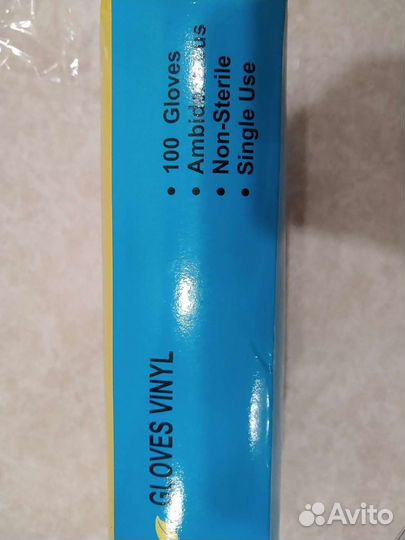 GLOVES VINYL
• 100 Gloves
• Non-Sterile
• Single Use
Avito